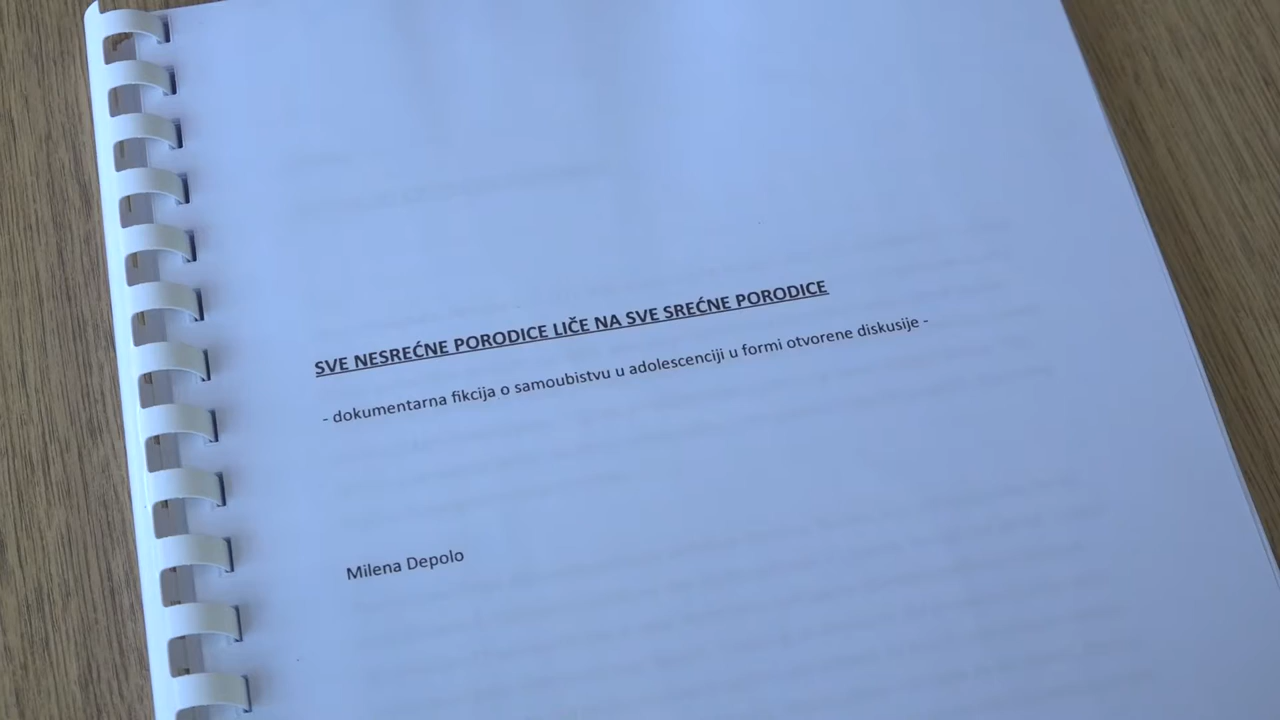 SVE NESREĆNE PORODICE LIČE NA SVE SREĆNE PORODICE
- dokumentarna fikcija o samoubistvu u adolescenciji u formi otvorene diskusije -
Milena Depolo